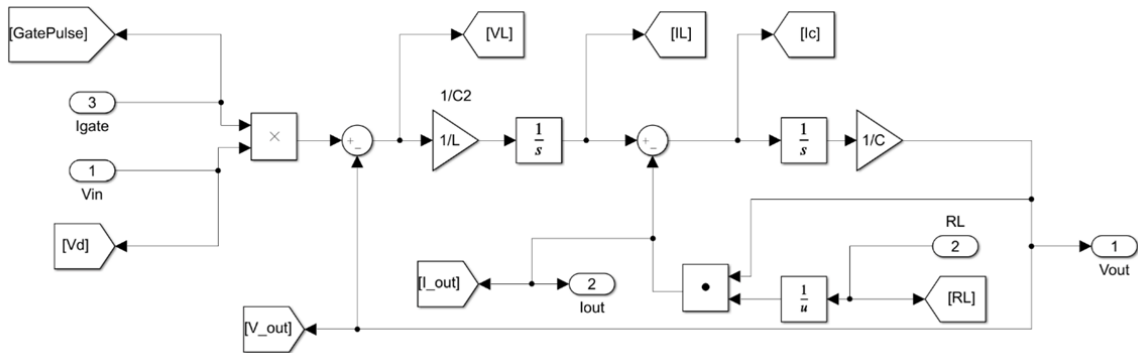 [GatePulse]
[VL]
[IL]
[Ic]
3
Igate
1/C2
×
+
−
1/L
1
s
+
−
1
s
1/C
1
Vin
[Vd]
RL
2
1
Vout
[I_out]
2
Iout
1
u
[RL]
[V_out]